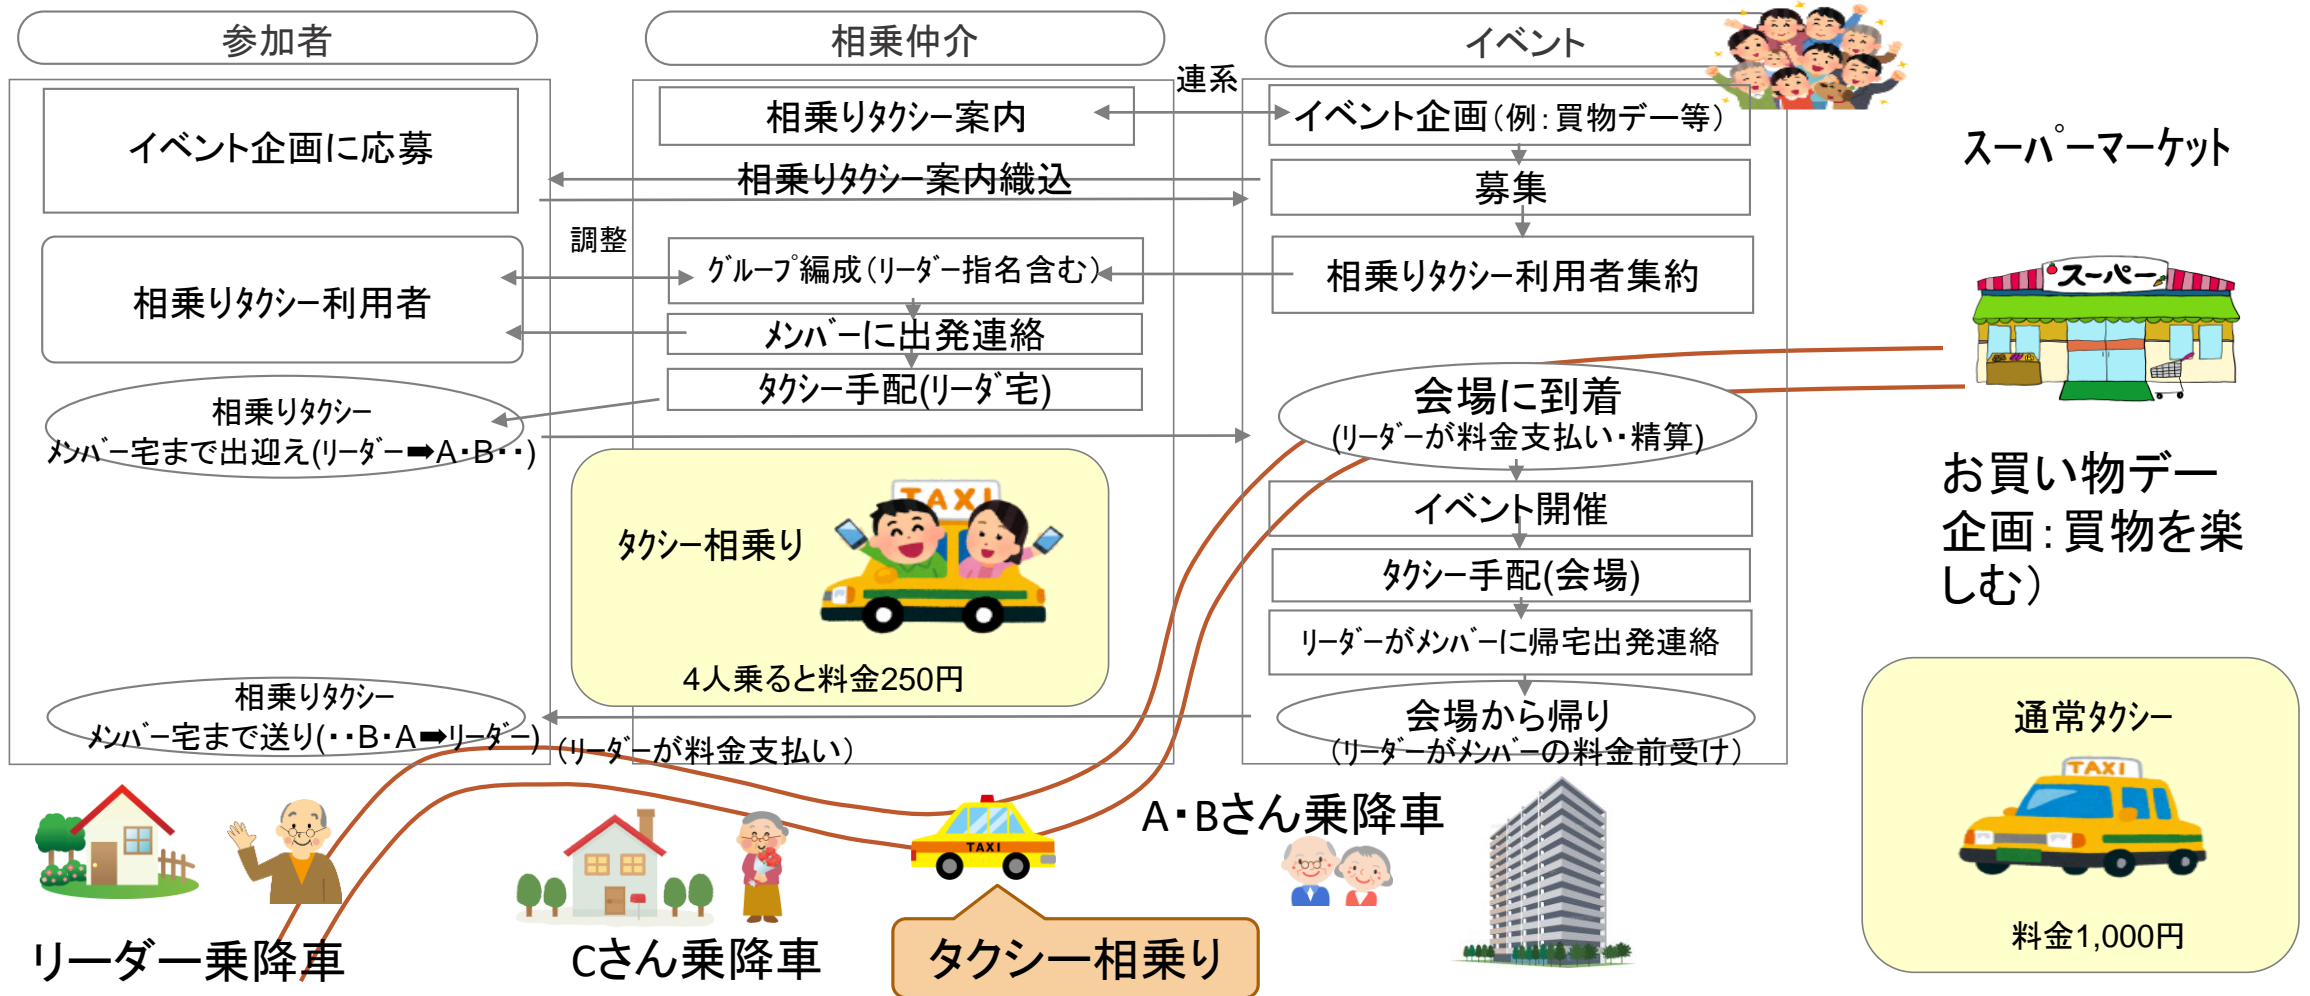 参加者
相乗仲介
イベント
連系
イベント企画に応募
相乗りﾀｸｼｰ案内
イベント企画(例:買物デー等)
相乗りﾀｸｼｰ案内織込
募集
スーパーマーケット
調整
相乗りﾀｸｼｰ利用者
ｸﾞﾙｰﾌﾟ編成(ﾘｰﾀﾞｰ指名含む)
相乗りﾀｸｼｰ利用者集約
スーパー
ﾒﾝﾊﾞｰに出発連絡
ﾀｸｼｰ手配(ﾘｰﾀﾞ宅)
相乗りﾀｸｼｰ
ﾒﾝﾊﾞｰ宅まで出迎え(ﾘｰﾀﾞｰ➡A・B・・)
会場に到着
(ﾘｰﾀﾞｰが料金支払い・精算)
お買い物デー
企画:買物を楽
しむ)
TAXI
ﾀｸｼｰ相乗り
4人乗ると料金250円
イベント開催
ﾀｸｼｰ手配(会場)
ﾘｰﾀﾞｰがﾒﾝﾊﾞｰに帰宅出発連絡
会場から帰り
(ﾘｰﾀﾞｰがﾒﾝﾊﾞｰの料金前受け)
相乗りﾀｸｼｰ
ﾒﾝﾊﾞｰ宅まで送り(・・B・A➡ﾘｰﾀﾞｰ)
(ﾘｰﾀﾞｰが料金支払い)
通常ﾀｸｼｰ
TAXI
料金1,000円
A・Bさん乗降車
TAXI
リーダー乗降車
Cさん乗降車
タクシー相乗り